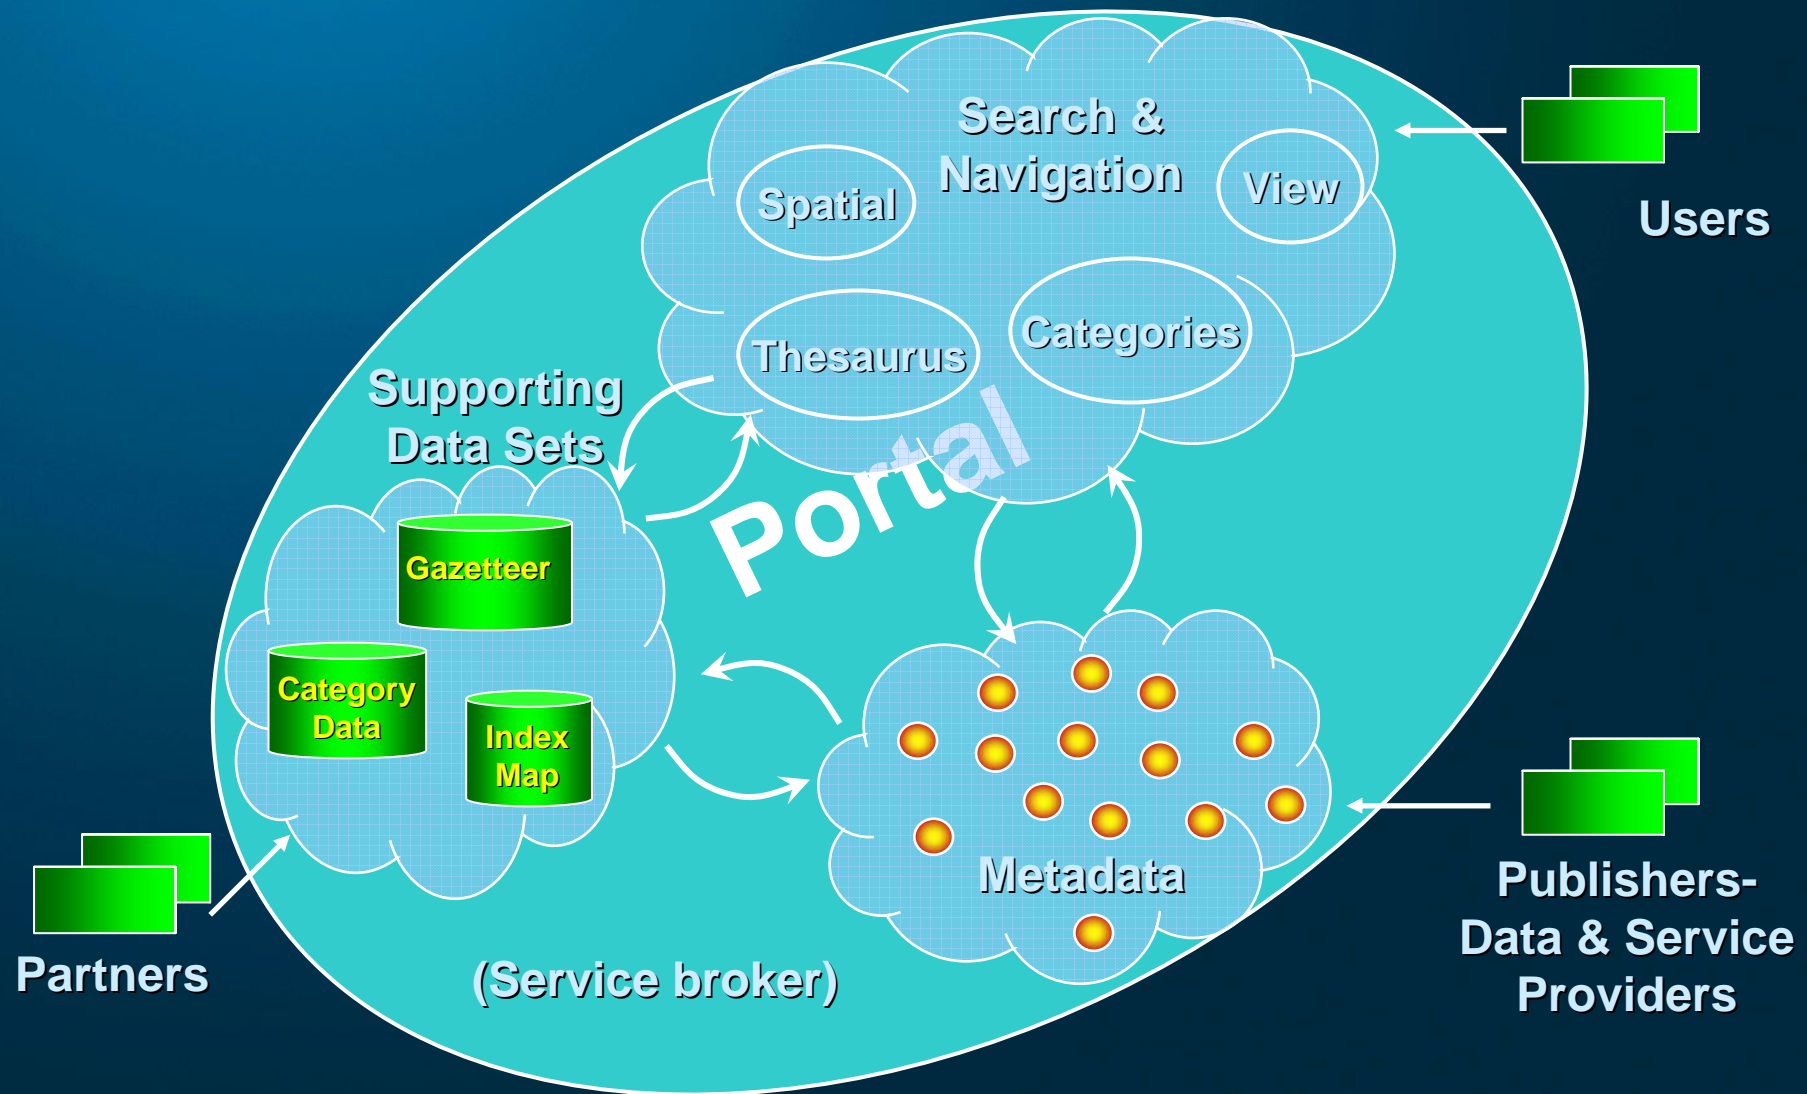 Search &
Navigation
Spatial
View
Users
Thesaurus
Categories
Supporting
Data Sets
Portal
Gazetteer
Category
Data
Index
Map
Metadata
Publishers-
Data & Service
Providers
Partners
(Service broker)